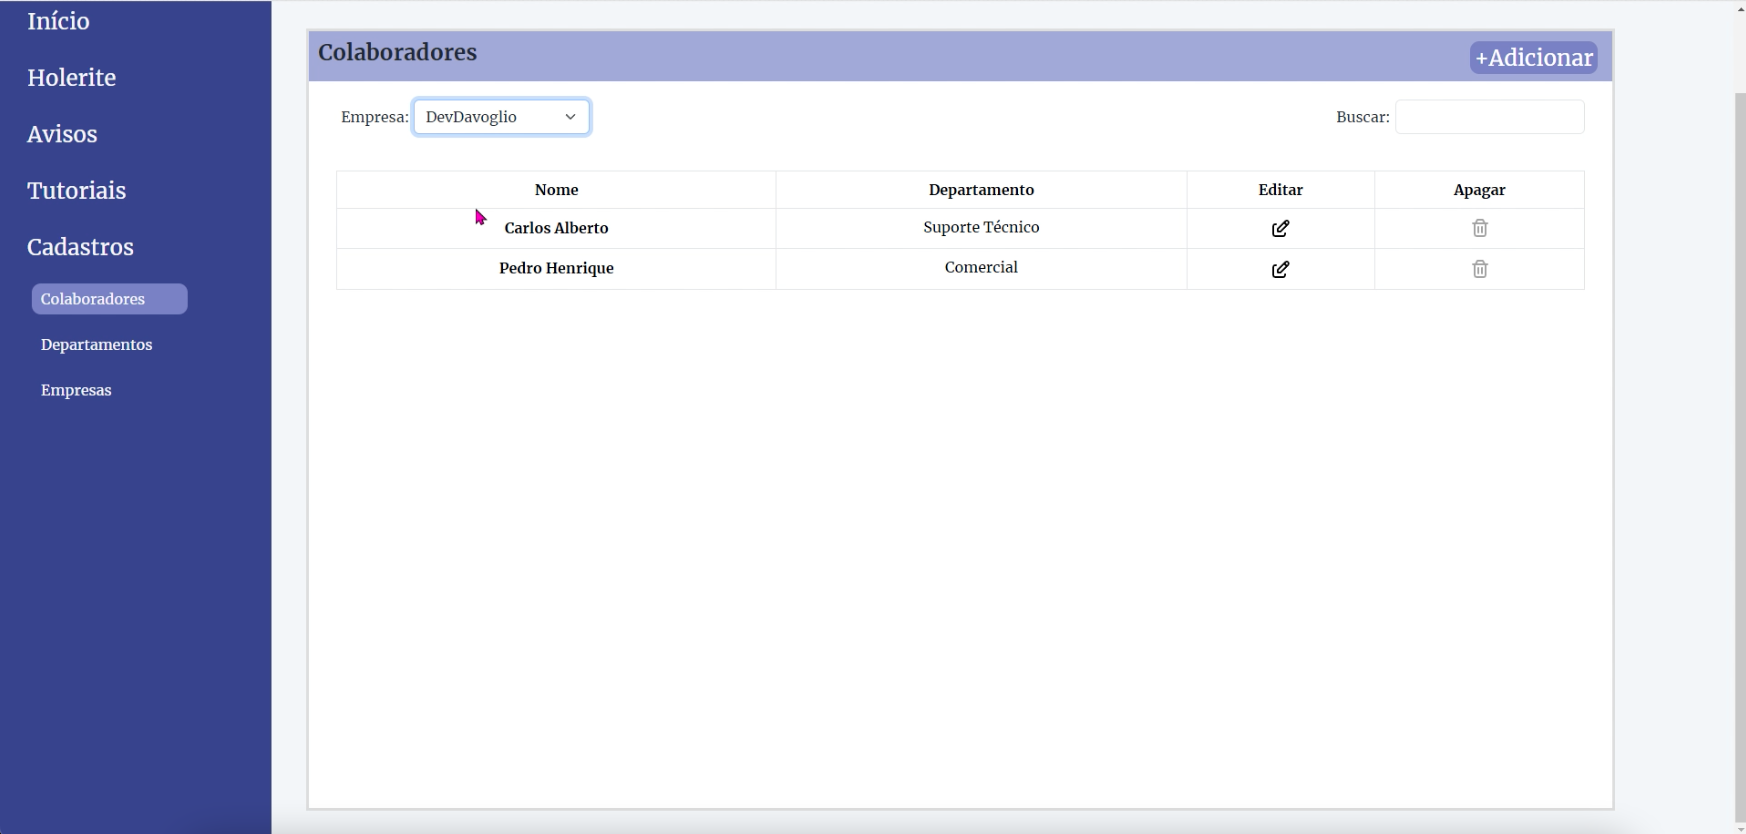 Início
Holerite
Avisos
Tutoriais
Cadastros
Colaboradores
Departamentos
Empresas
Colaboradores
+Adicionar
Empresa: DevDavoglio
Buscar:
Nome Departamento Editar Apagar
Carlos Alberto Suporte Técnico
Pedro Henrique Comercial